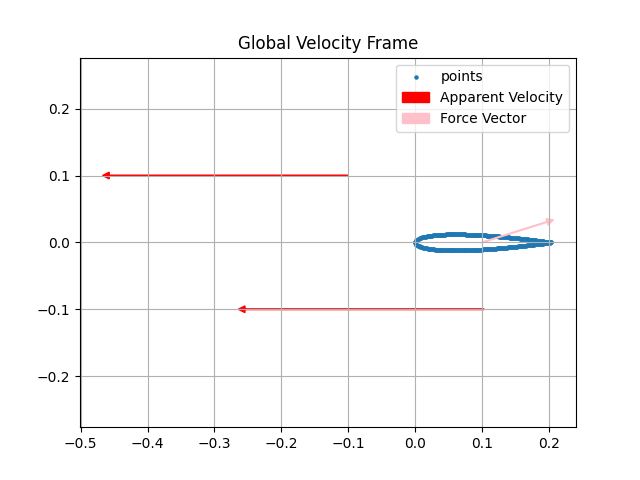 Global Velocity Frame
points
Apparent Velocity
Force Vector
0.2
0.1
0.0
−0.1
−0.2
−0.5 −0.4 −0.3 −0.2 −0.1 0.0 0.1 0.2